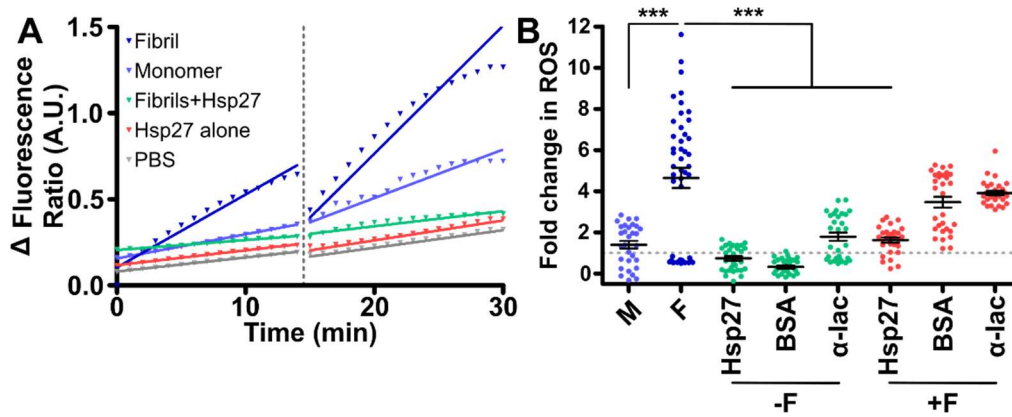 A
Δ Fluorescence
Ratio (A.U.)
1.5
1.0
0.5
0.0
Fibril
Monomer
Fibrils+Hsp27
Hsp27 alone
PBS
0
10
20
30
Time (min)
B
Fold change in ROS
12
10
8
6
4
2
0
***
***
M
F
Hsp27
BSA
α-lac
Hsp27
BSA
α-lac
-F
+F